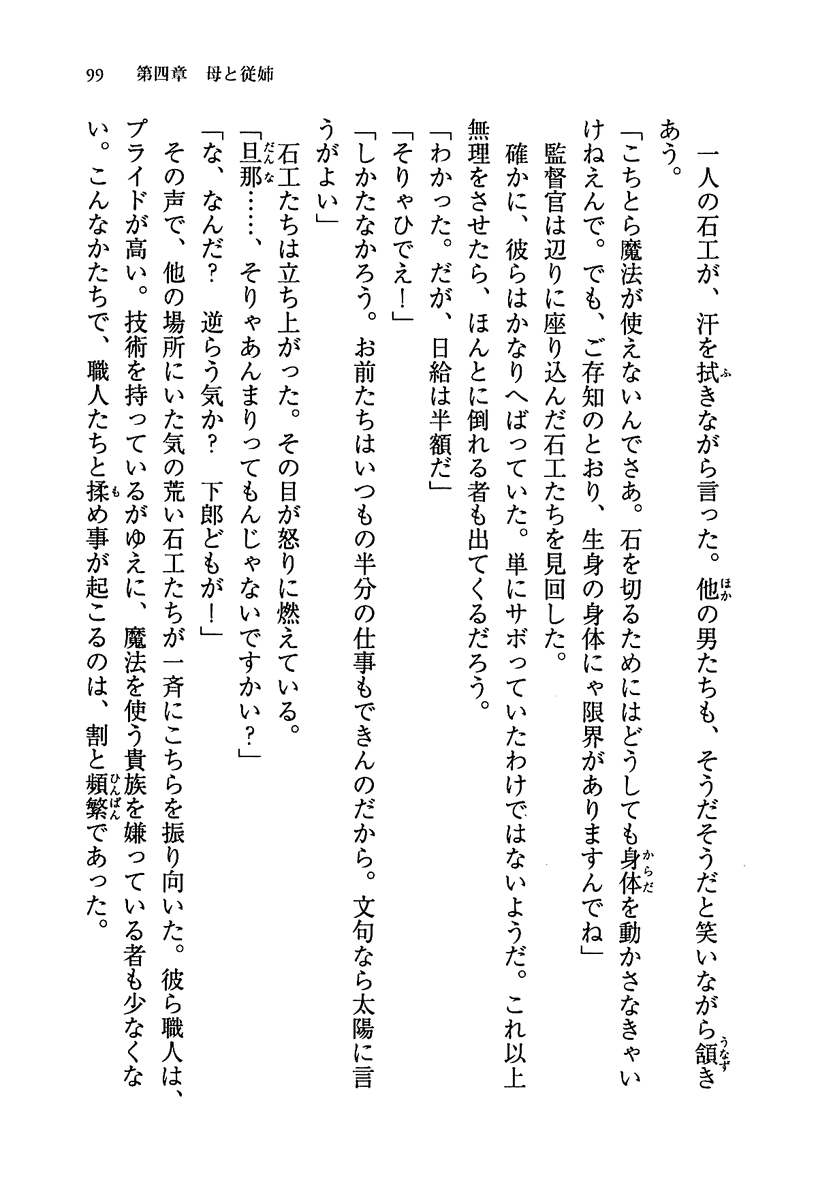 99　第四章　母と従姉
　一人の石工が、汗を拭きながら言った。他の男たちも、そうだそうだと笑いながら頷き
あう。
「こちとら魔法が使えないんでさあ。石を切るためにはどうしても身体を動かさなきゃい
けねえんで。でも、ご存知のとおり、生身の身体にゃ限界がありますんでね」
　監督官は辺りに座り込んだ石工たちを見回した。
　確かに、彼らはかなりへばっていた。単にサボっていたわけではないようだ。これ以上
無理をさせたら、ほんとに倒れる者も出てくるだろう。
「わかった。だが、日給は半額だ」
「そりゃひでえ！」
「しかたなかろう。お前たちはいつもの半分の仕事もできんのだから。文句なら太陽に言
うがよい」
　石工たちは立ち上がった。その目が怒りに燃えている。
「旦那……、そりゃあんまりってもんじゃないですかい？」
「な、なんだ？　逆らう気か？　下郎どもが！」
　その声で、他の場所にいた気の荒い石工たちが一斉にこちらを振り向いた。彼ら職人は、
プライドが高い。技術を持っているがゆえに、魔法を使う貴族を嫌っている者も少なくな
い。こんなかたちで、職人たちと揉め事が起こるのは、割と頻繁であった。